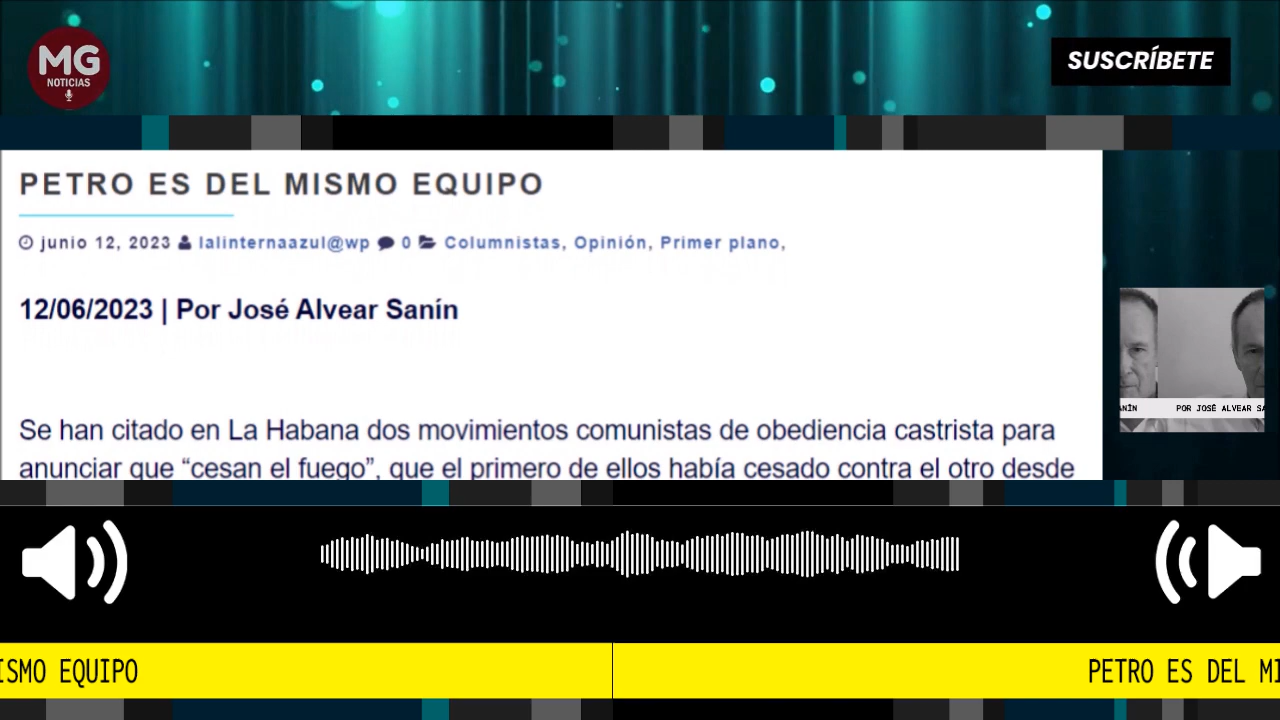 MG
NOTICIAS
SUSCRÍBETE
PETRO ES DEL MISMO EQUIPO
junio 12, 2023 lalinternaazul@wp 0 Columnistas, Opinión, Primer plano,
12/06/2023 | Por José Alvear Sanín
Se han citado en La Habana dos movimientos comunistas de obediencia castrista para
anunciar que “cesan el fuego”, que el primero de ellos había cesado contra el otro desde
ANÍN POR JOSÉ ALVEAR SA
ISMO EQUIPO PETRO ES DEL MI